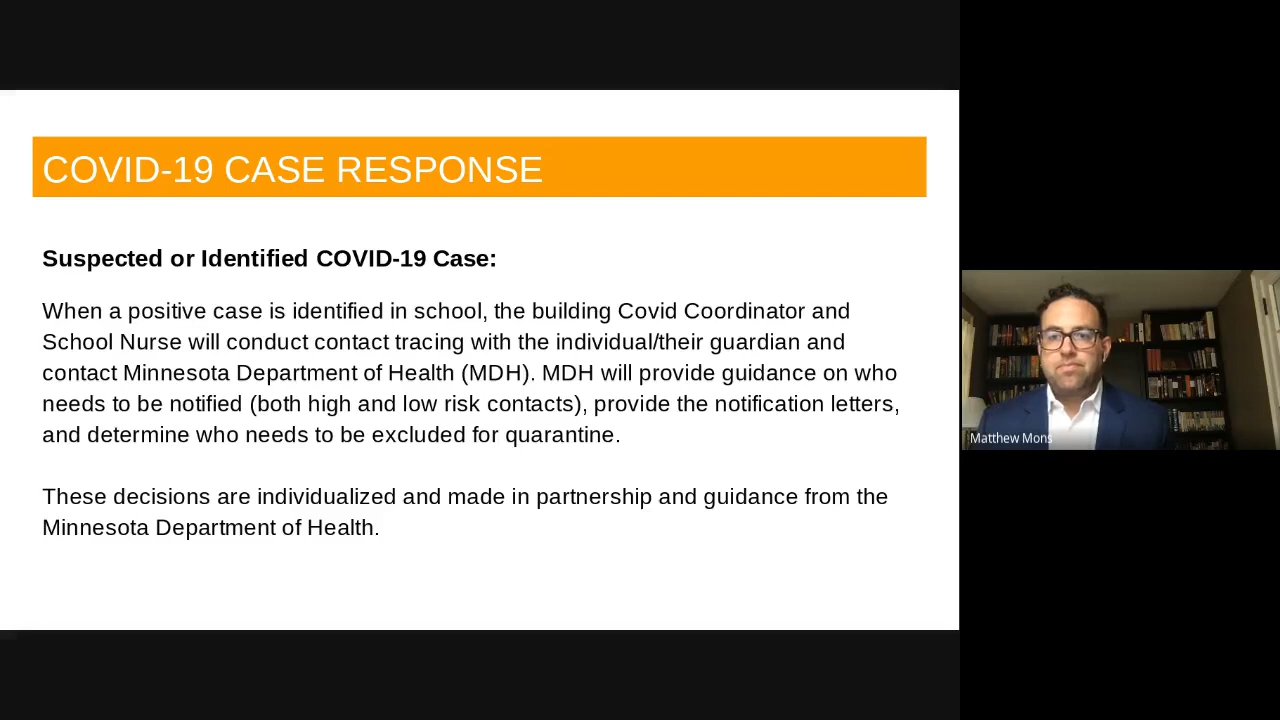 COVID-19 CASE RESPONSE
Suspected or Identified COVID-19 Case:
When a positive case is identified in school, the building Covid Coordinator and
School Nurse will conduct contact tracing with the individual/their guardian and
contact Minnesota Department of Health (MDH). MDH will provide guidance on who
needs to be notified (both high and low risk contacts), provide the notification letters,
and determine who needs to be excluded for quarantine.
These decisions are individualized and made in partnership and guidance from the
Minnesota Department of Health.
Matthew Mons